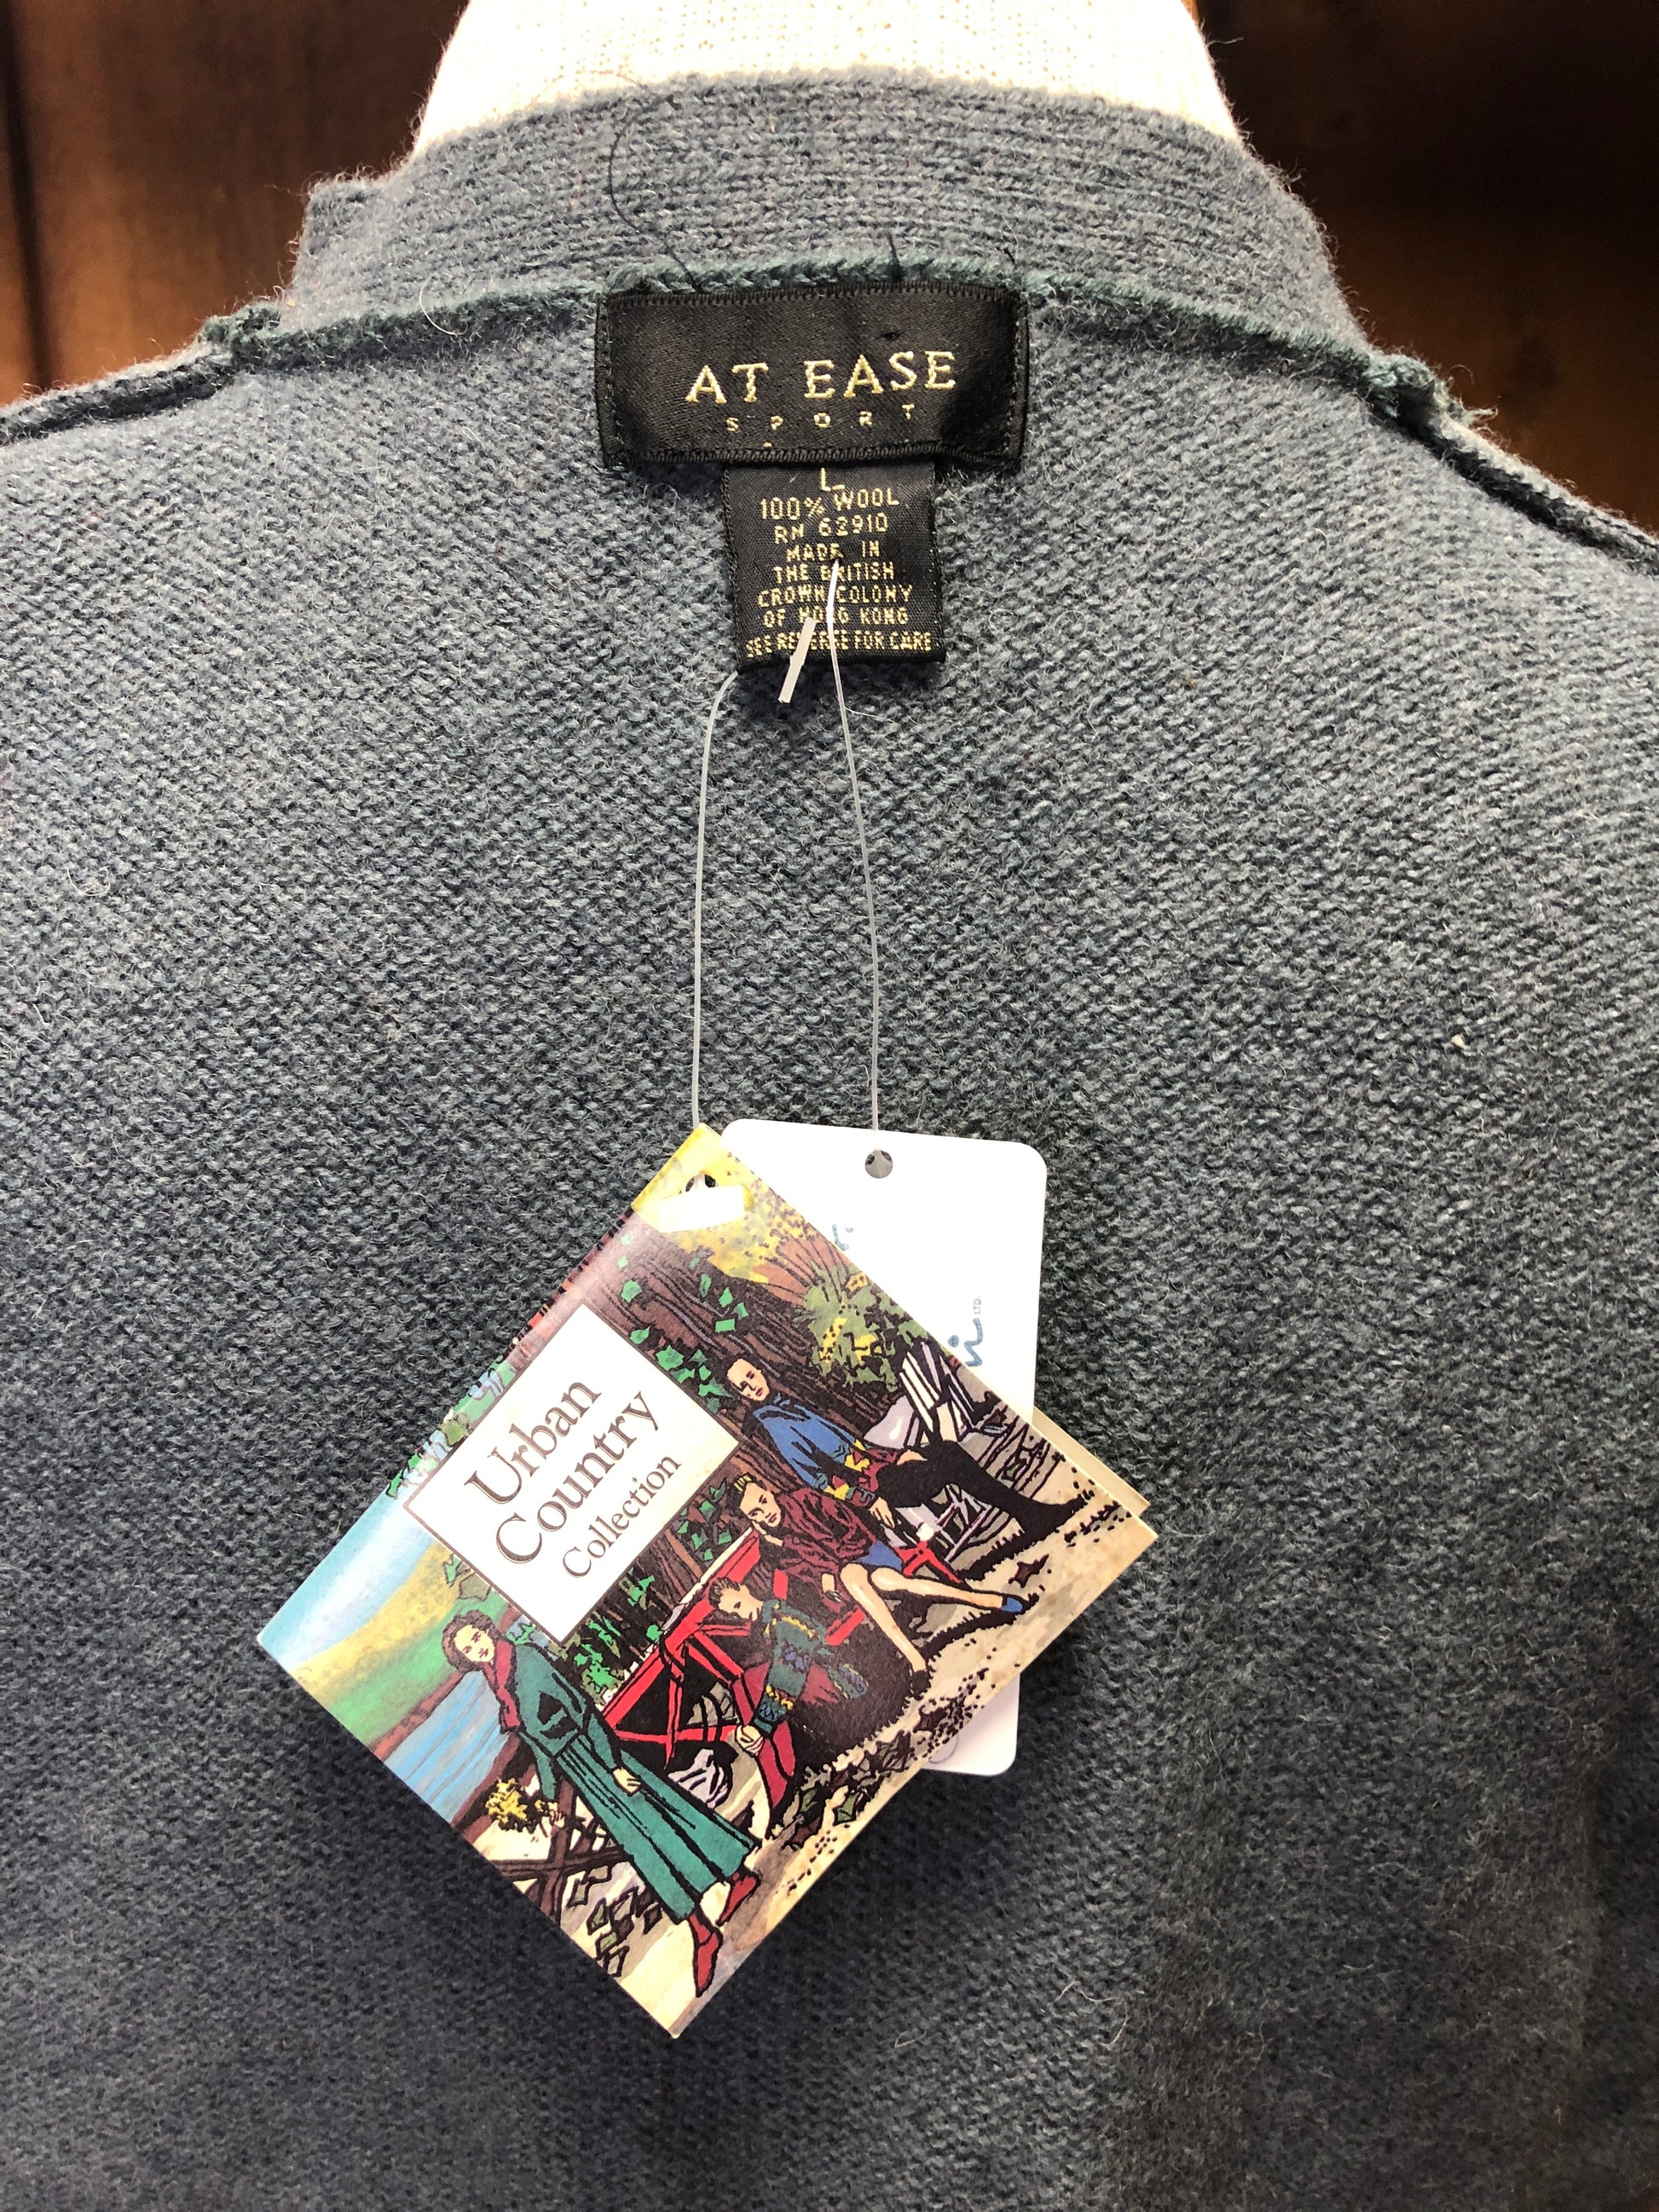 AT EASE
SPORT
L
100% WOOL
RN 62910
MADE IN
THE BRITISH
CROWN COLONY
OF HONG KONG
SEE REVERSE FOR CARE
LTD.
Urban
Country
Collection